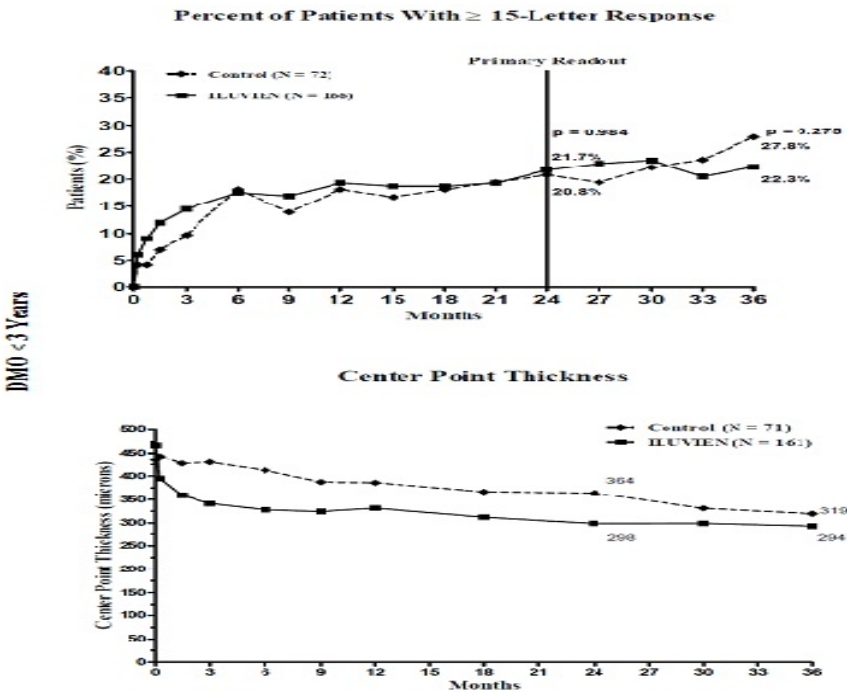 Percent of Patients With ≥ 15-Letter Response
Primary Readout
Control (N = 72)
ILUVIEN (N =
40
35
30
25
20
15
10
5
0
Patients (%)
p = 0.984
21.7%
20.8%
27.8%
22.3%
0 3 6 9 12 15 18 21 24 27 30 33 36
Months
DMO <3 Years
Center Point Thickness
Control (N = 71)
ILUVIEN (N = 161)
500
450
400
350
300
250
200
150
100
50
0
Center Point Thickness (microns)
364
319
298
294
0 3 6 9 12 15 18 21 24 27 30 33 36
Months